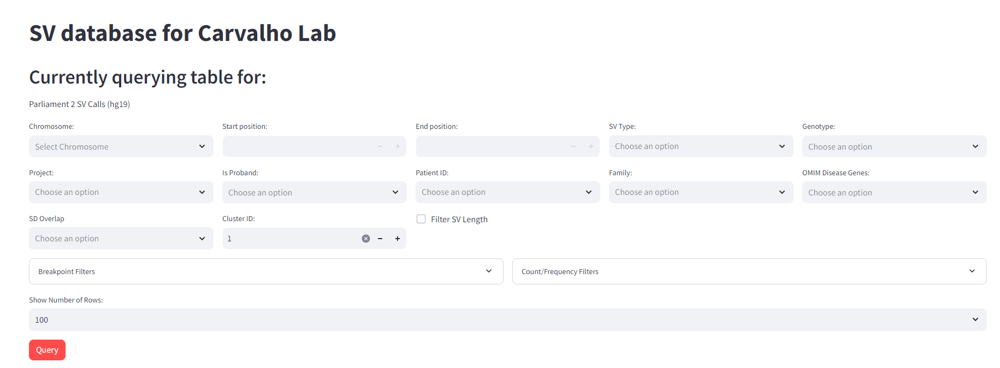 SV database for Carvalho Lab
Currently querying table for:
Parliament 2 SV Calls (hg19)
Chromosome: Start position: End position: SV Type: Genotype:
Select Chromosome Choose an option Choose an option
Project: Is Proband: Patient ID: Family: OMIM Disease Genes:
Choose an option Choose an option Choose an option Choose an option Choose an option
SD Overlap Cluster ID: Filter SV Length
Choose an option 1
Breakpoint Filters Count/Frequency Filters
Show Number of Rows:
100
Query